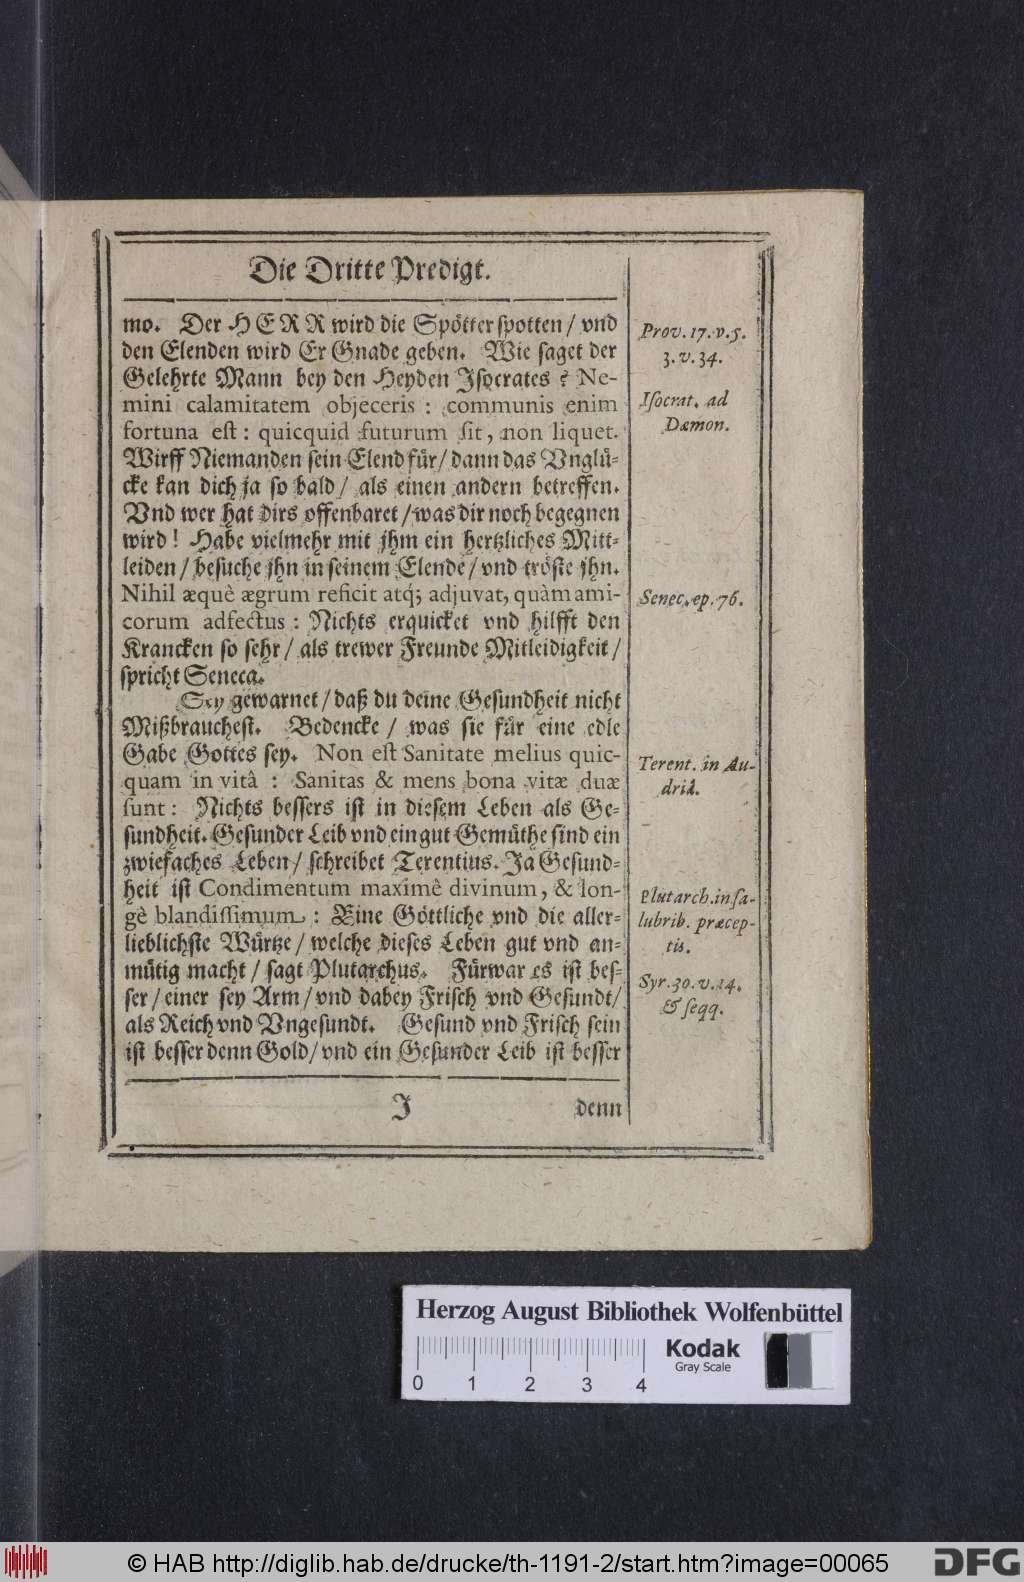 Die Dritte Predigt.
mo. Der HERR wird die Spötter spotten / vnd
den Elenden wird Er Gnade geben. Wie saget der
Gelehrte Mann bey den Heyden Isocrates ? Ne-
mini calamitatem objeceris : communis enim
fortuna est : quicquid futurum sit, non liquet.
Wirff Niemanden sein Elend für / dann das Vnglü-
cke kan dich ja so bald / als einen andern betreffen.
Vnd wer hat dirs offenbaret / was dir noch begegnen
wird ! Habe vielmehr mit jhm ein hertzliches Mitt-
leiden / besuche jhn in seinem Elende / vnd tröste jhn.
Nihil æquè ægrum reficit atq; adjuvat, quàm ami-
corum adfectus : Nichts erquicket vnd hilfft den
Krancken so sehr / als trewer Freunde Mitleidigkeit /
spricht Seneca.
Sey gewarnet / daß du deine Gesundheit nicht
Mißbrauchest. Bedencke / was sie für eine edle
Gabe Gottes sey. Non est Sanitate melius quic-
quam in vitâ : Sanitas & mens bona vitæ duæ
sunt : Nichts bessers ist in diesem Leben als Ge-
sundheit. Gesunder Leib vnd ein gut Gemüthe sind ein
zwiefaches Leben / schreibet Terentius. Ja Gesund-
heit ist Condimentum maximè divinum, & lon-
gè blandissimum : Eine Göttliche vnd die aller-
lieblichste Würtze / welche dieses Leben gut vnd an-
mütig macht / sagt Plutarchus. Fürwar es ist bes-
ser / einer sey Arm / vnd dabey Frisch vnd Gesundt /
als Reich vnd Vngesundt. Gesund vnd Frisch sein
ist besser denn Gold / vnd ein Gesunder Leib ist besser
J
denn
Prov. 17. v. 5.
3. v. 34.
Isocrat. ad
Dæmon.
Senec. ep. 76.
Terent. in Au-
driâ.
Plutarch. in sa-
lubrib. præcep-
tis.
Syr. 30. v. 14.
& seqq.
Herzog August Bibliothek Wolfenbüttel
Kodak
Gray Scale
0 1 2 3 4
© HAB http://diglib.hab.de/drucke/th-1191-2/start.htm?image=00065
DFG